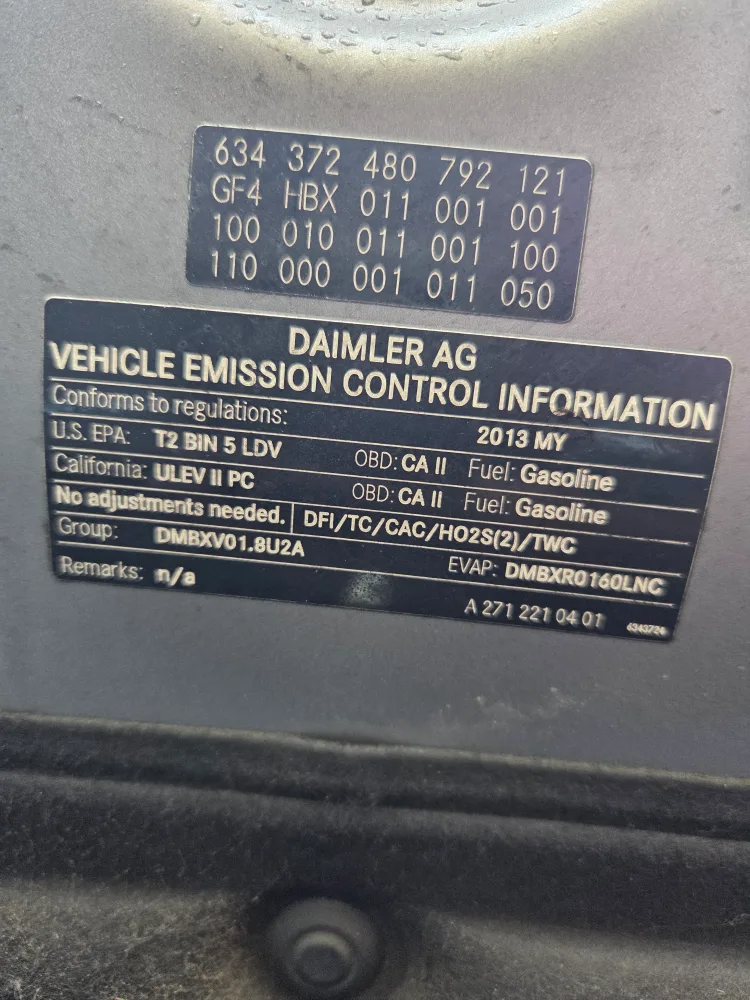 634 372 480 792 121
GF4 HBX 011 001 001
100 010 011 001 100
110 000 001 011 050
DAIMLER AG
VEHICLE EMISSION CONTROL INFORMATION
Conforms to regulations: 2013 MY
U.S. EPA: T2 BIN 5 LDV OBD: CA II Fuel: Gasoline
California: ULEV II PC OBD: CA II Fuel: Gasoline
No adjustments needed. DFI/TC/CAC/HO2S(2)/TWC
Group: DMBXV01.8U2A EVAP: DMBXR0160LNC
Remarks: n/a
A 271 221 04 01